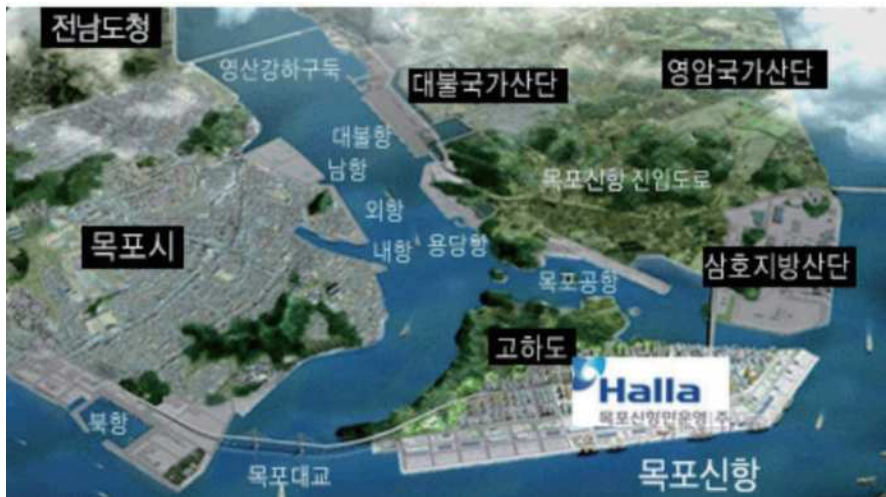 전남도청
영산강하구둑
대불국가산단
영암국가산단
대불항
남항
목포신항 진입도로
외항
목포시
내항
용당항
목포공항
삼호지방산단
고하도
Halla
목포신항만운영(주)
북항
목포대교
목포신항